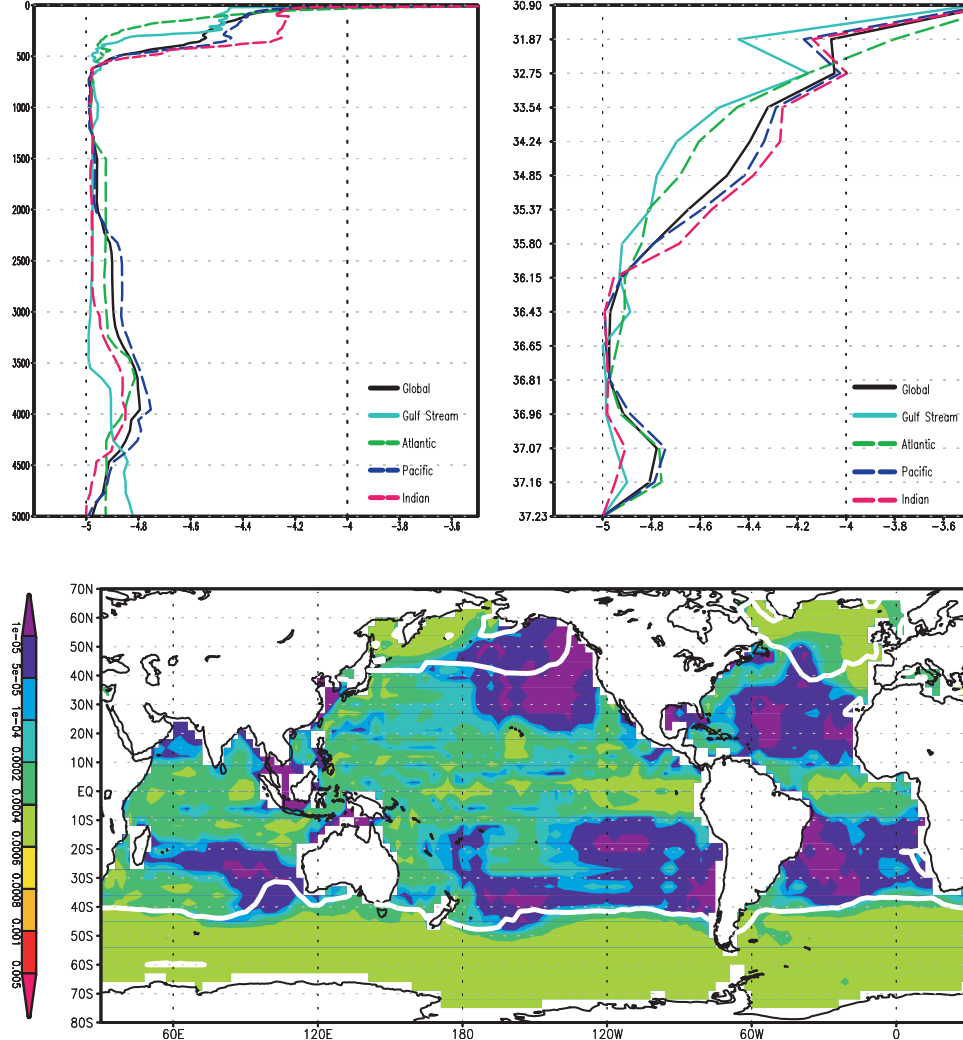 0
500
1000
1500
2000
2500
3000
3500
4000
4500
5000
-5
-4.8
-4.6
-4.4
-4.2
-4
-3.8
-3.6
Global
Gulf Stream
Atlantic
Pacific
Indian
30.90
31.87
32.75
33.54
34.24
34.85
35.37
35.80
36.15
36.43
36.65
36.81
36.96
37.07
37.16
37.23
-5
-4.8
-4.6
-4.4
-4.2
-4
-3.8
-3.6
Global
Gulf Stream
Atlantic
Pacific
Indian
1e-05
5e-05
1e-04
0.0002
0.0004
0.0006
0.0008
0.001
0.005
70N
60N
50N
40N
30N
20N
10N
EQ
10S
20S
30S
40S
50S
60S
70S
80S
60E
120E
180
120W
60W
0